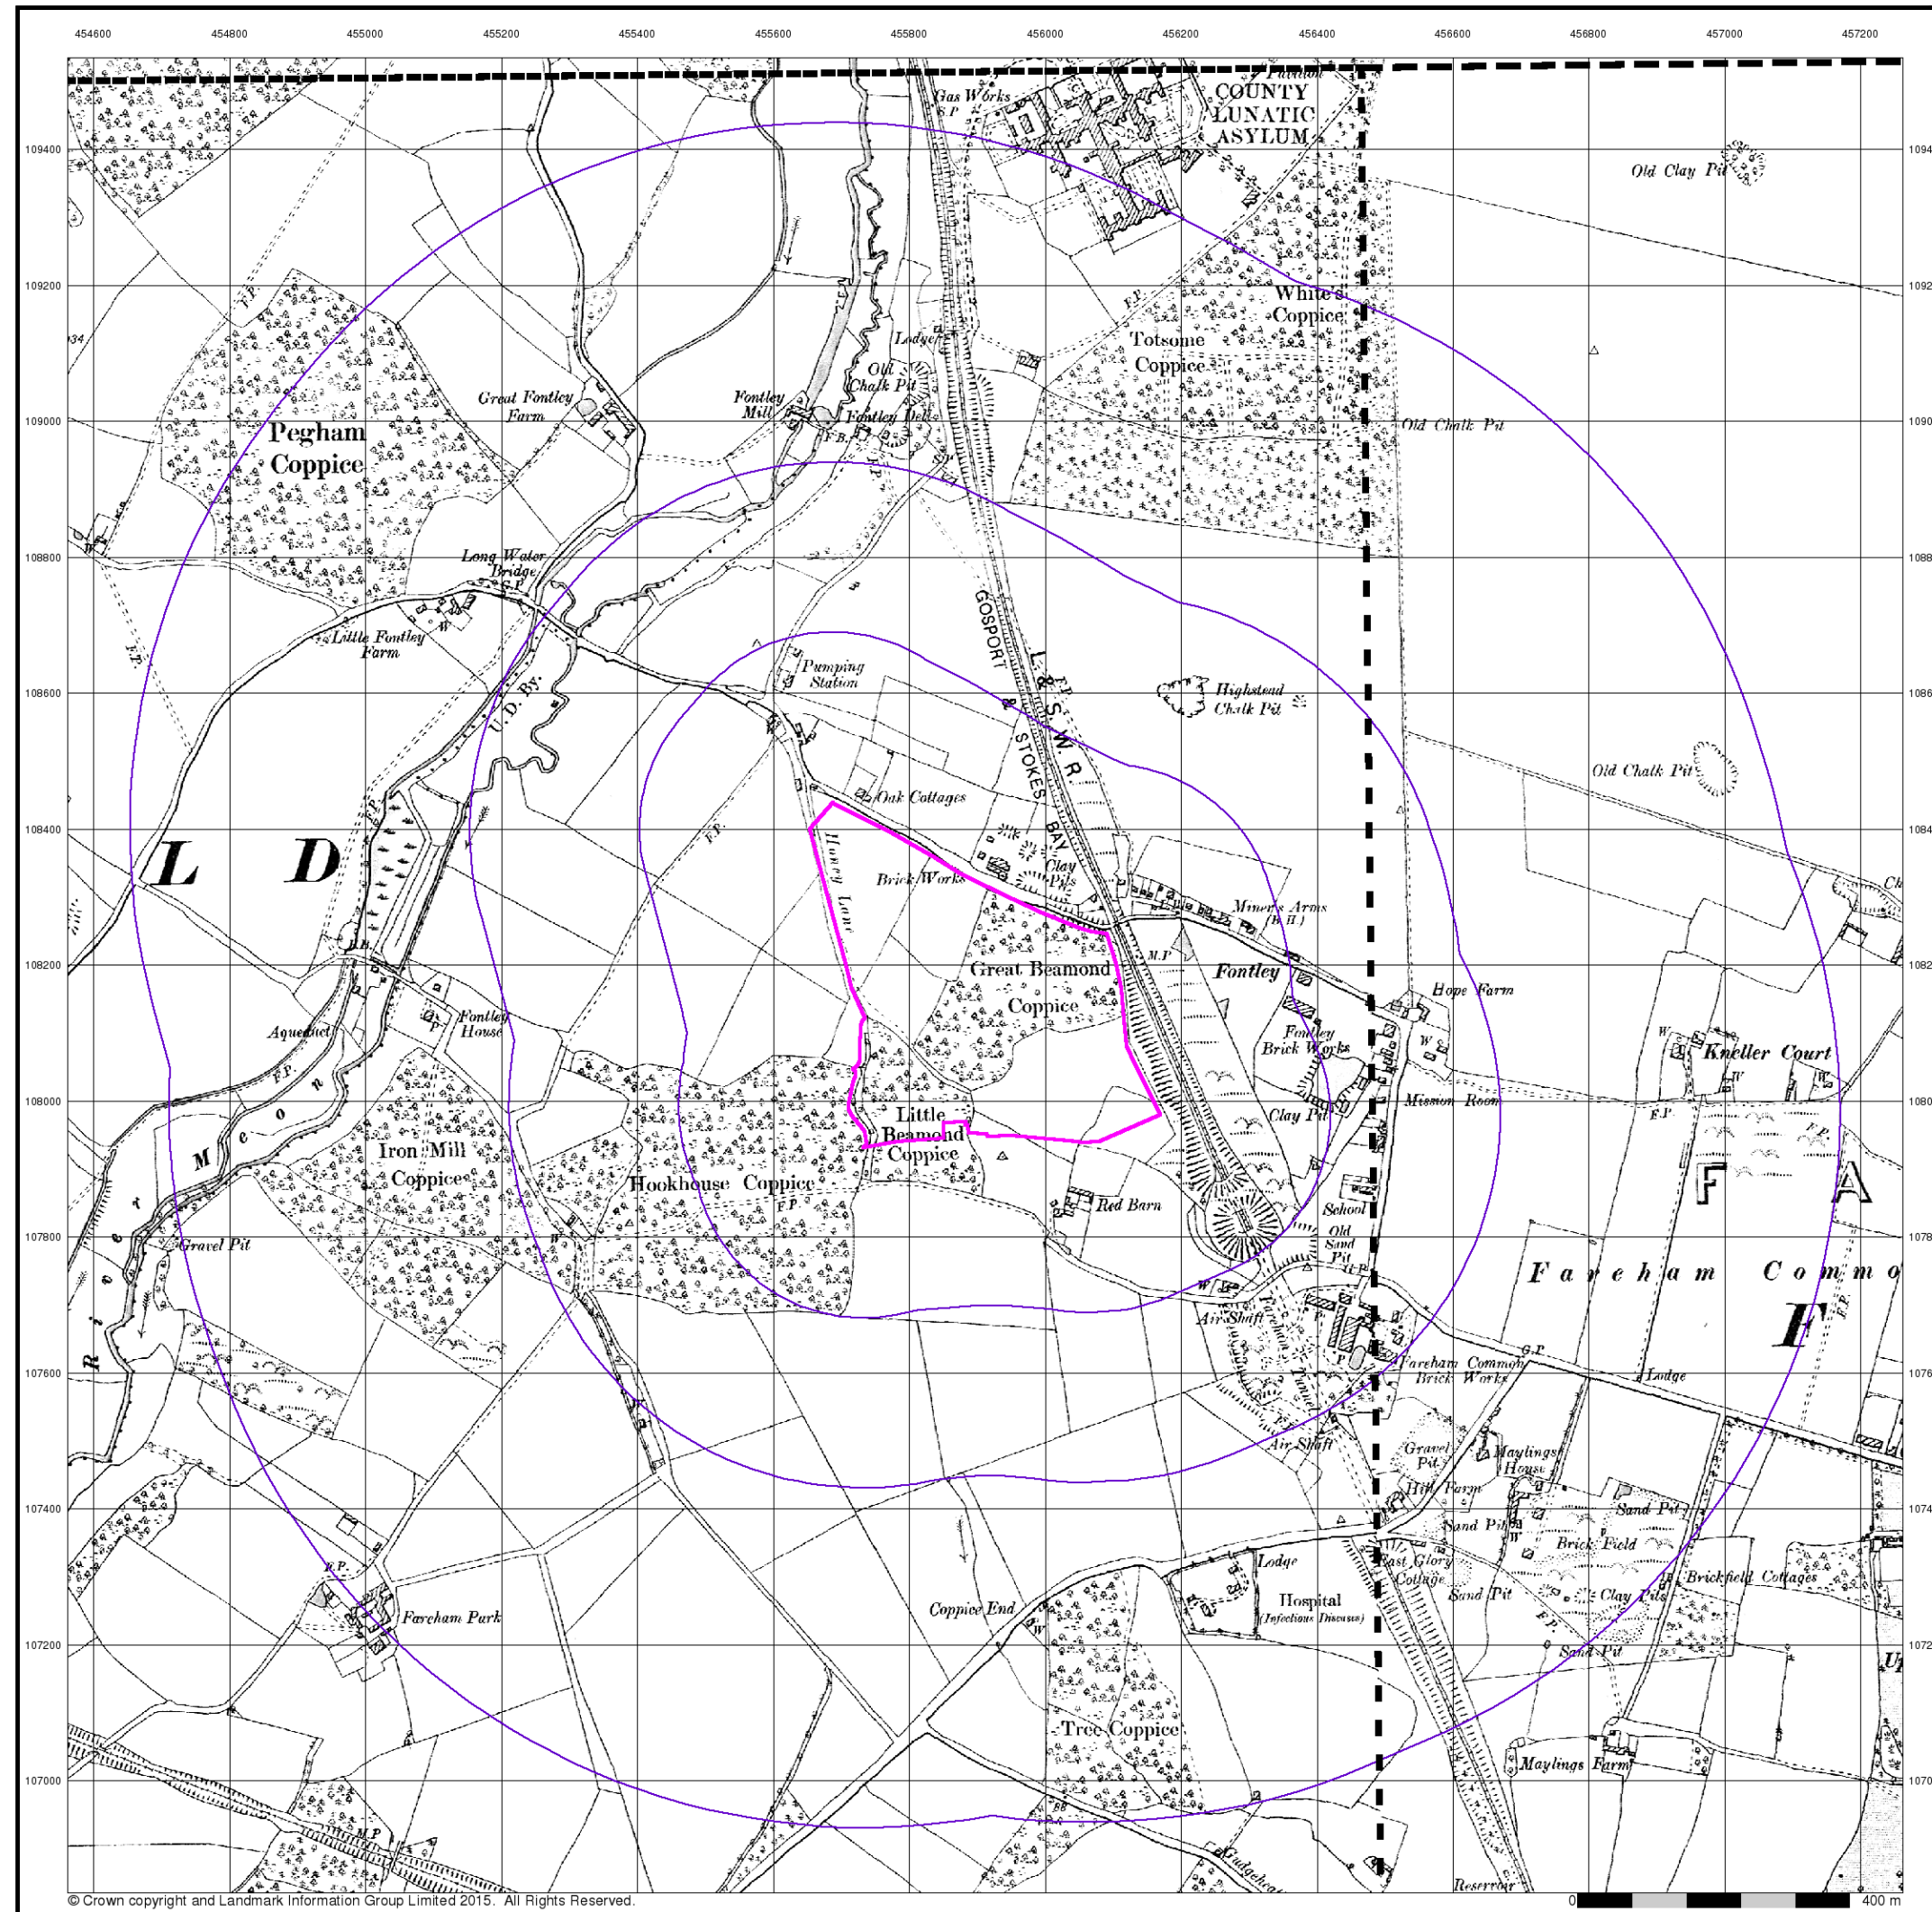 454600 454800 455000 455200 455400 455600 455800 456000 456200 456400 456600 456800 457000 457200
Pavilion
COUNTY
LUNATIC
ASYLUM
Gas Works
S.P
109400
Old Clay Pit
F.P.
109200
White's
Coppice
F.P.
Lodge
Totsome
Coppice
Old
Chalk Pit
Great Fontley
Farm
Fontley
Mill
Fontley Dell
F.B.
F.P.
109000
Old Chalk Pit
Pegham
Coppice
W
Long Water
Bridge
G.P
108800
GOSPORT
&
STOKES
BAY
L. & S. W. R.
F.P.
Little Fontley
Farm
W
F.P.
Pumping
Station
108600
Highstead
Chalk Pit
U. D. By.
W
Old Chalk Pit
Oak Cottages
F.P.
F.P.
108400
L D
Honey Lane
Brick Works
Clay
Pits
Miner's Arms
(B.H.)
F.B.
108200
M.P
Great Beamond
Coppice
Fontley
Hope Farm
Aqueduct
Fontley
House
P
Fontley
Brick Works
W
W
Kneller Court
W
W
F.P.
108000
Little
Beamond
Coppice
Clay Pit
Mission Room
F.P.
F.P.
River Meon
Iron Mill
Coppice
Hookhouse Coppice
F.P.
Red Barn
School
F A
Gravel Pit
107800
W
Old
Sand
Pit
G.P
Fareham Commo
W
Air Shaft
Fareham Tunnel
P
P
F
F.P.
107600
Fareham Common
Brick Works
G.P
Lodge
W
Air Shaft
Gravel
Pit
Maylings
House
Hill Farm
107400
Sand Pit
Sand Pit
W
Brick Field
F.P.
Lodge
East Glory
Cottage
Brickfield Cottages
Fareham Park
Coppice End
W
Hospital
(Infectious Diseases)
Sand Pit
Clay Pits
F.P.
107200
Sand Pit
Tree Coppice
Maylings Farm
107000
M.P
Reservoir
© Crown copyright and Landmark Information Group Limited 2015. All Rights Reserved.
0 400 m